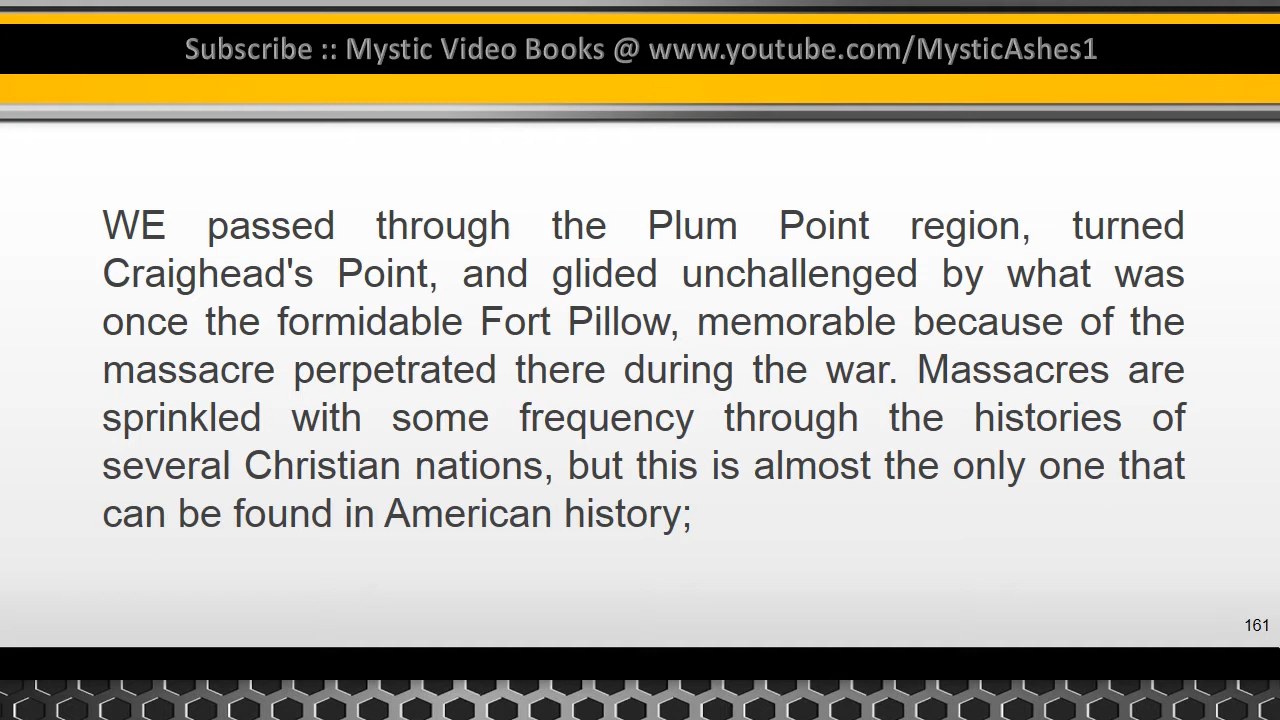 Subscribe :: Mystic Video Books @ www.youtube.com/MysticAshes1
WE passed through the Plum Point region, turned
Craighead's Point, and glided unchallenged by what was
once the formidable Fort Pillow, memorable because of the
massacre perpetrated there during the war. Massacres are
sprinkled with some frequency through the histories of
several Christian nations, but this is almost the only one that
can be found in American history;
161